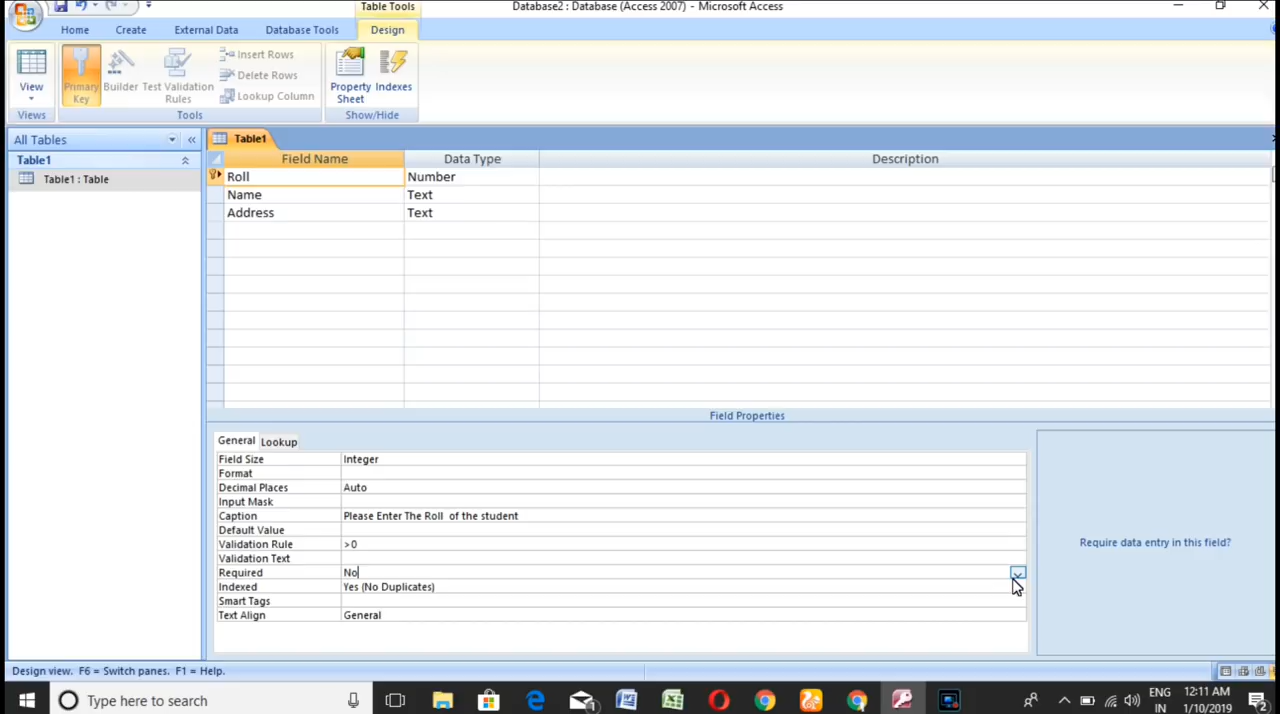 Table Tools
Database2 : Database (Access 2007) - Microsoft Access
Home Create External Data Database Tools Design
View
Primary Key
Builder
Test Validation Rules
Insert Rows
Delete Rows
Lookup Column
Property Sheet
Indexes
Views
Tools
Show/Hide
All Tables
Table1
Table1 : Table
Table1
Field Name Data Type Description
Roll Number
Name Text
Address Text
Field Properties
General Lookup
Field Size Integer
Format
Decimal Places Auto
Input Mask
Caption Please Enter The Roll of the student
Default Value
Validation Rule >0
Validation Text
Required No
Indexed Yes (No Duplicates)
Smart Tags
Text Align General
Require data entry in this field?
Design view. F6 = Switch panes. F1 = Help.
Type here to search
1
ENG
IN
12:11 AM
1/10/2019
2